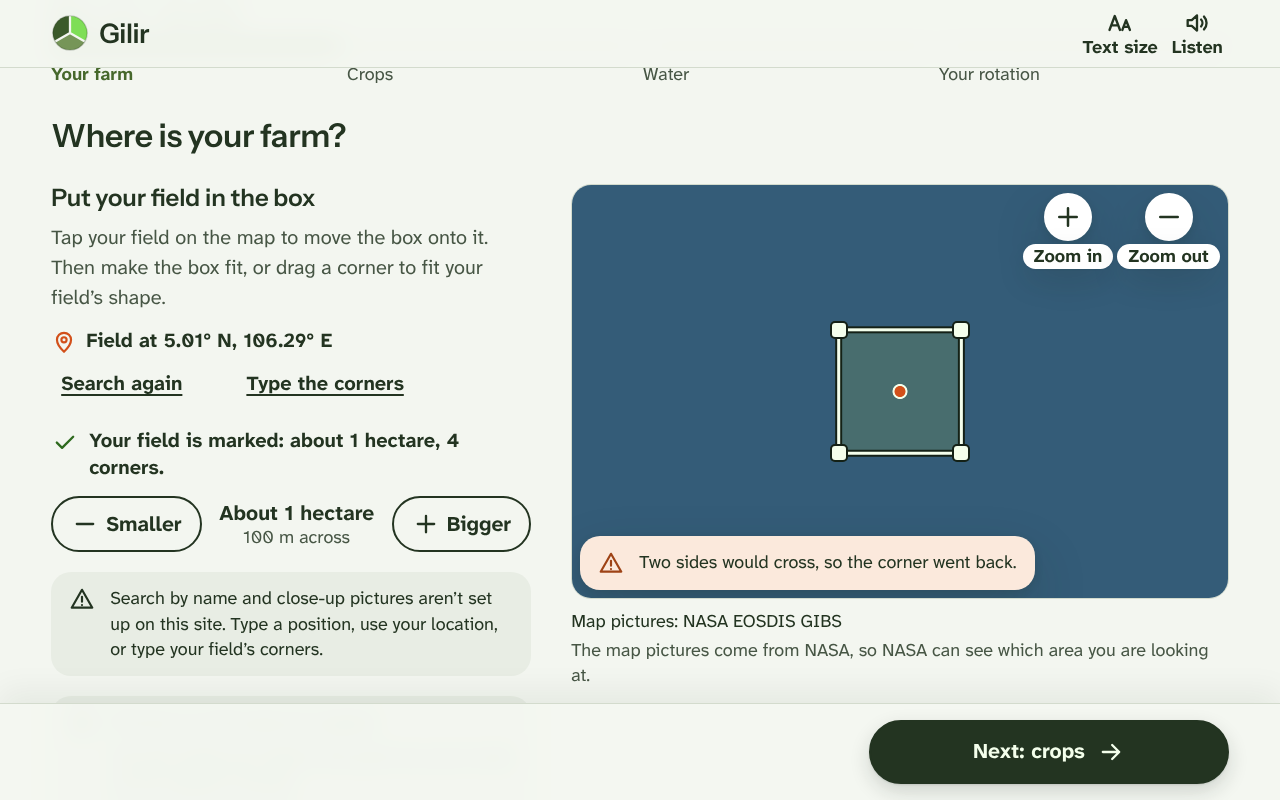 Gilir
Text size
Listen
Your farm
Crops
Water
Your rotation
Where is your farm?
Put your field in the box
Tap your field on the map to move the box onto it.
Then make the box fit, or drag a corner to fit your
field’s shape.
Field at 5.01° N, 106.29° E
Search again
Type the corners
Your field is marked: about 1 hectare, 4
corners.
Smaller
About 1 hectare
100 m across
Bigger
Search by name and close-up pictures aren’t set
up on this site. Type a position, use your location,
or type your field’s corners.
Zoom in
Zoom out
Two sides would cross, so the corner went back.
Map pictures: NASA EOSDIS GIBS
The map pictures come from NASA, so NASA can see which area you are looking
at.
Next: crops